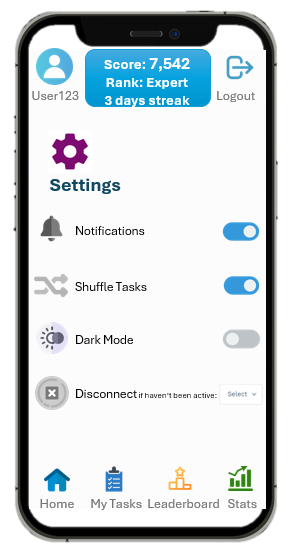 Score: 7,542
Rank: Expert
3 days streak
User123
Logout
Settings
Notifications
Shuffle Tasks
Dark Mode
Disconnect if haven't been active: Select
Home My Tasks Leaderboard Stats